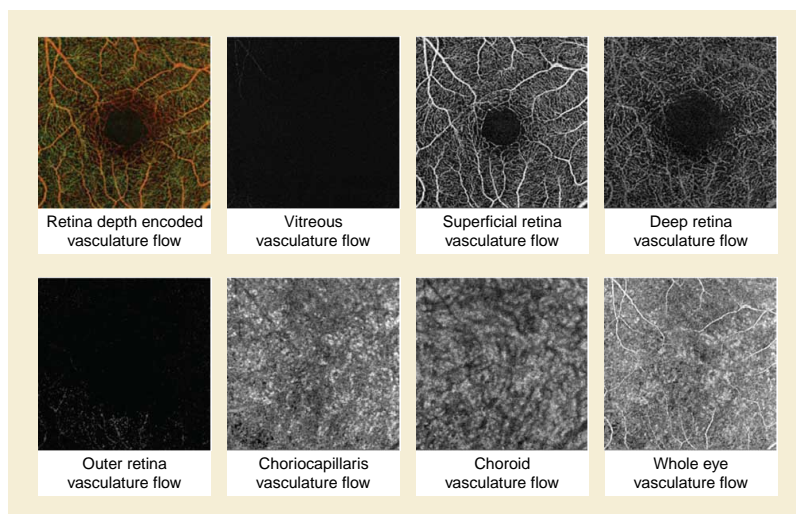 Retina depth encoded
vasculature flow
Vitreous
vasculature flow
Superficial retina
vasculature flow
Deep retina
vasculature flow
Outer retina
vasculature flow
Choriocapillaris
vasculature flow
Choroid
vasculature flow
Whole eye
vasculature flow